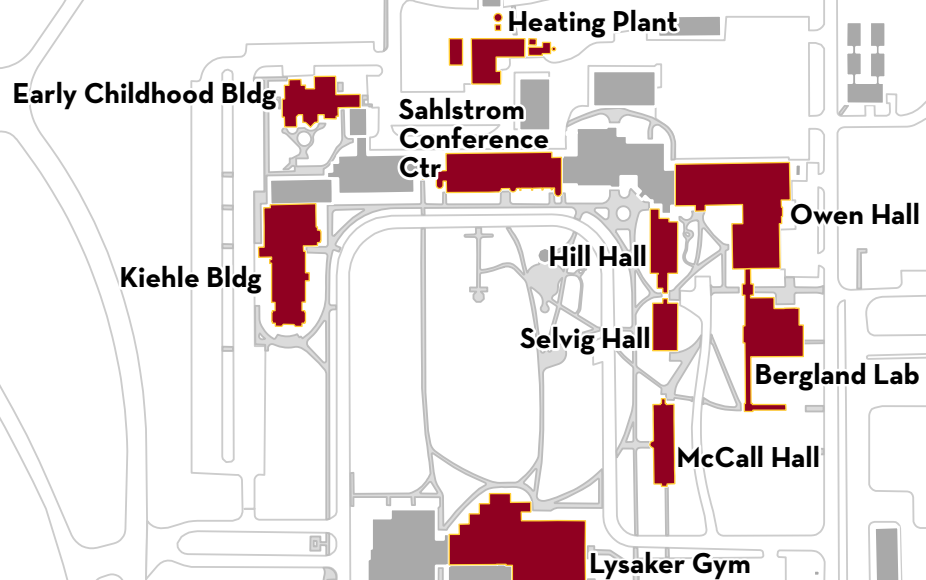 Heating Plant
Early Childhood Bldg
Sahlstrom
Conference
Ctr
Owen Hall
Hill Hall
Kiehle Bldg
Selvig Hall
Bergland Lab
McCall Hall
Lysaker Gym